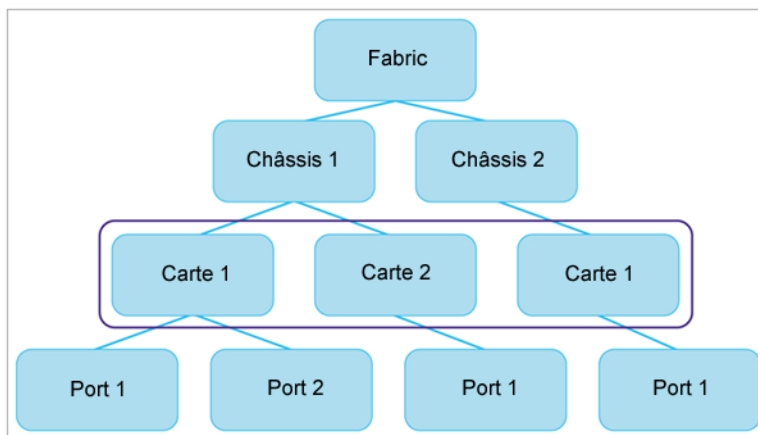 Fabric
Châssis 1
Châssis 2
Carte 1
Carte 2
Carte 1
Port 1
Port 2
Port 1
Port 1